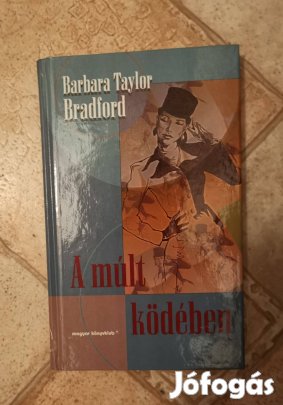 Barbara Taylor
Bradford
A múlt
ködében
magyar könyvklub
Jófogás